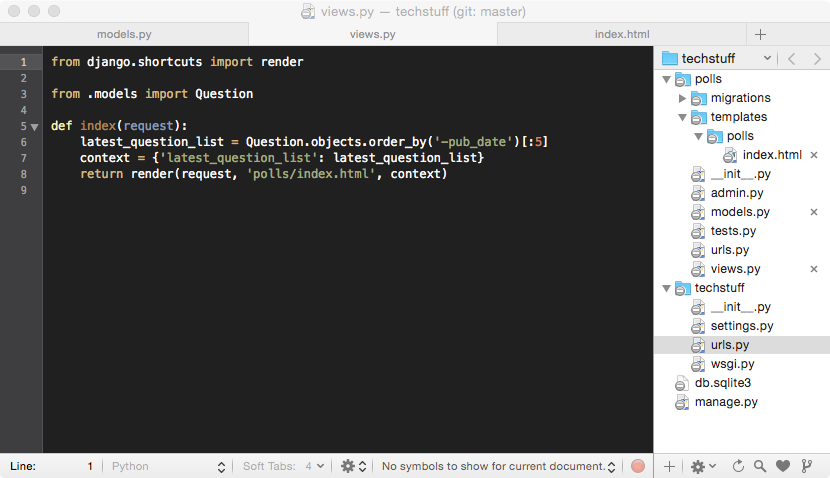 views.py — techstuff (git: master)
models.py
views.py
index.html
1 from django.shortcuts import render
2
3 from .models import Question
4
5 def index(request):
6 latest_question_list = Question.objects.order_by('-pub_date')[:5]
7 context = {'latest_question_list': latest_question_list}
8 return render(request, 'polls/index.html', context)
9
techstuff
polls
migrations
templates
polls
index.html
__init__.py
admin.py
models.py
tests.py
urls.py
views.py
techstuff
__init__.py
settings.py
urls.py
wsgi.py
db.sqlite3
manage.py
Line: 1 Python Soft Tabs: 4 No symbols to show for current document.